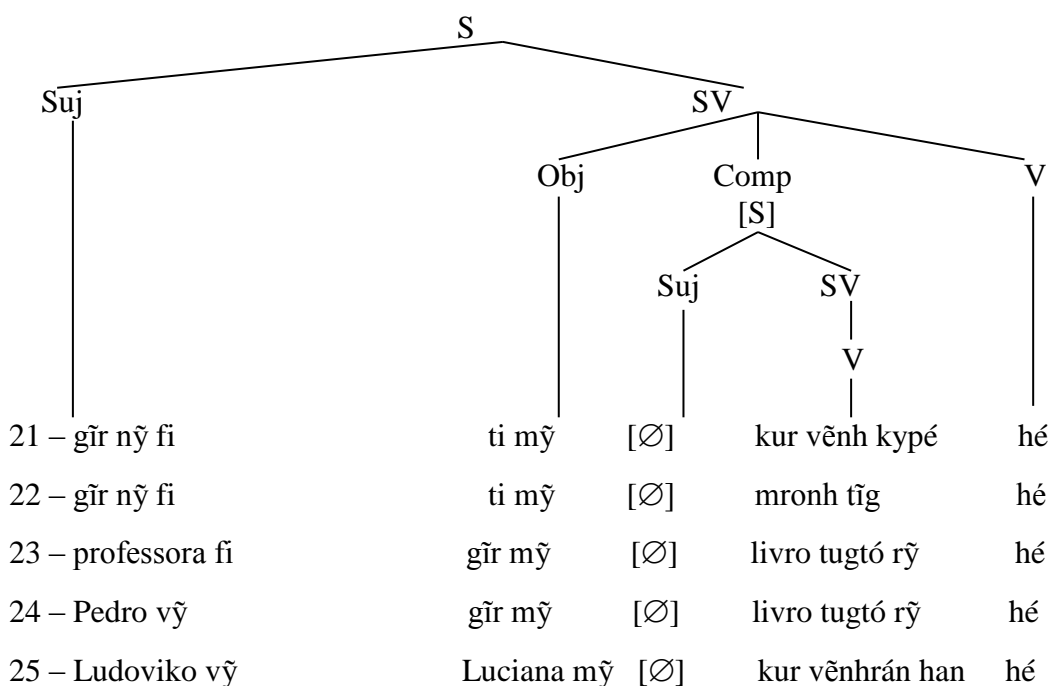 S
Suj SV
Obj Comp V
[S]
Suj SV
V
21 – gĩr nỹ fi ti mỹ [∅] kur vẽnh kypé hé
22 – gĩr nỹ fi ti mỹ [∅] mronh tĩg hé
23 – professora fi gĩr mỹ [∅] livro tugtó rỹ hé
24 – Pedro vỹ gĩr mỹ [∅] livro tugtó rỹ hé
25 – Ludoviko vỹ Luciana mỹ [∅] kur vẽnhrán han hé